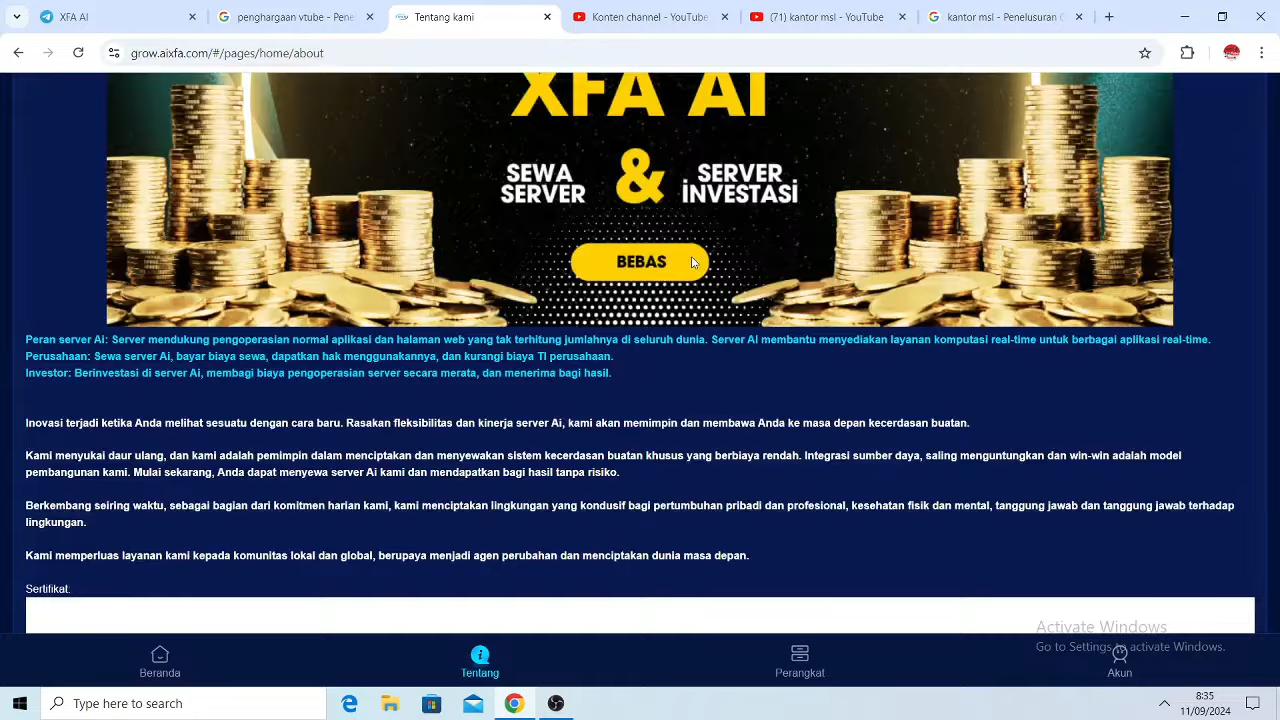 Telegram Web
penghargaan vtube - Pene
Tentang kami
Konten channel - YouTube
(71) kantor msl - YouTube
kantor msl - Penelusuran G
grow.aixfa.com/#/pages/home/about
XFA AI
SEWA SERVER & SERVER İNVESTASİ
BEBAS
Peran server Ai: Server mendukung pengoperasian normal aplikasi dan halaman web yang tak terhitung jumlahnya di seluruh dunia. Server AI membantu menyediakan layanan komputasi real-time untuk berbagai aplikasi real-time.
Perusahaan: Sewa server Ai, bayar biaya sewa, dapatkan hak menggunakannya, dan kurangi biaya TI perusahaan.
Investor: Berinvestasi di server Ai, membagi biaya pengoperasian server secara merata, dan menerima bagi hasil.
Inovasi terjadi ketika Anda melihat sesuatu dengan cara baru. Rasakan fleksibilitas dan kinerja server Ai, kami akan memimpin dan membawa Anda ke masa depan kecerdasan buatan.
Kami menyukai daur ulang, dan kami adalah pemimpin dalam menciptakan dan menyewakan sistem kecerdasan buatan khusus yang berbiaya rendah. Integrasi sumber daya, saling menguntungkan dan win-win adalah model
pembangunan kami. Mulai sekarang, Anda dapat menyewa server Ai kami dan mendapatkan bagi hasil tanpa risiko.
Berkembang seiring waktu, sebagai bagian dari komitmen harian kami, kami menciptakan lingkungan yang kondusif bagi pertumbuhan pribadi dan profesional, kesehatan fisik dan mental, tanggung jawab dan tanggung jawab terhadap
lingkungan.
Kami memperluas layanan kami kepada komunitas lokal dan global, berupaya menjadi agen perubahan dan menciptakan dunia masa depan.
Sertifikat:
Activate Windows
Go to Settings to activate Windows.
Beranda
Tentang
Perangkat
Akun
Type here to search
8:35
11/09/2024